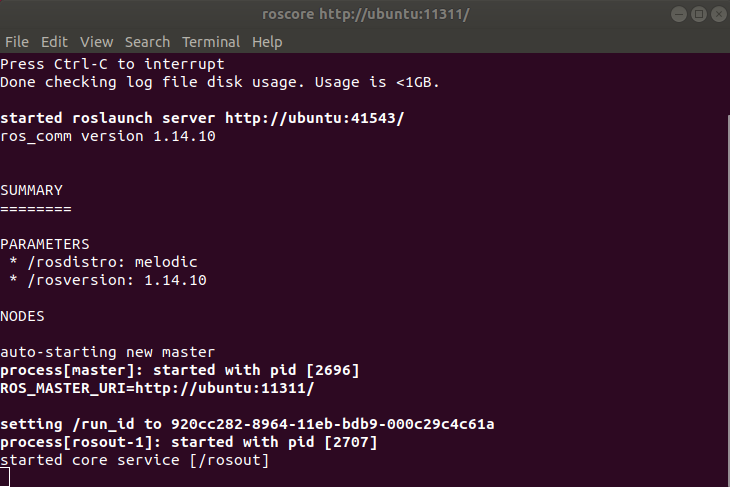 roscore http://ubuntu:11311/
File Edit View Search Terminal Help
Press Ctrl-C to interrupt
Done checking log file disk usage. Usage is <1GB.
started roslaunch server http://ubuntu:41543/
ros_comm version 1.14.10
SUMMARY
========
PARAMETERS
 * /rosdistro: melodic
 * /rosversion: 1.14.10
NODES
auto-starting new master
process[master]: started with pid [2696]
ROS_MASTER_URI=http://ubuntu:11311/
setting /run_id to 920cc282-8964-11eb-bdb9-000c29c4c61a
process[rosout-1]: started with pid [2707]
started core service [/rosout]